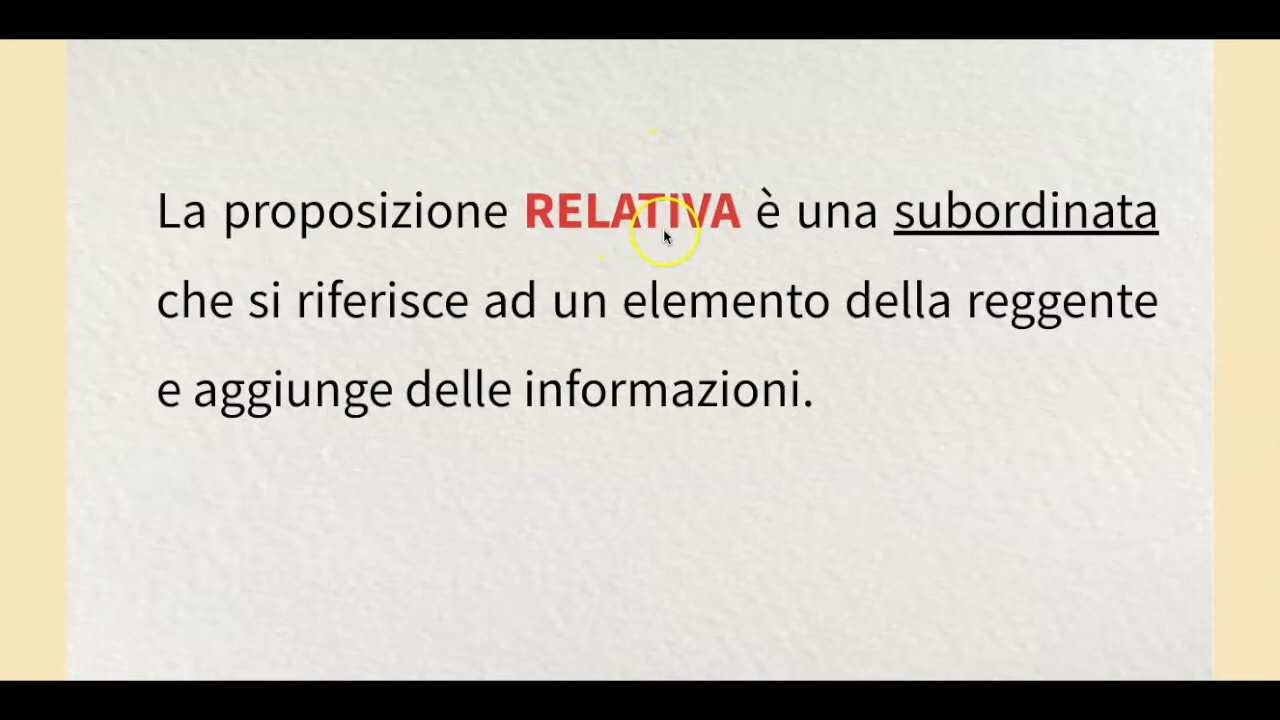 La proposizione RELATIVA è una subordinata
che si riferisce ad un elemento della reggente
e aggiunge delle informazioni.